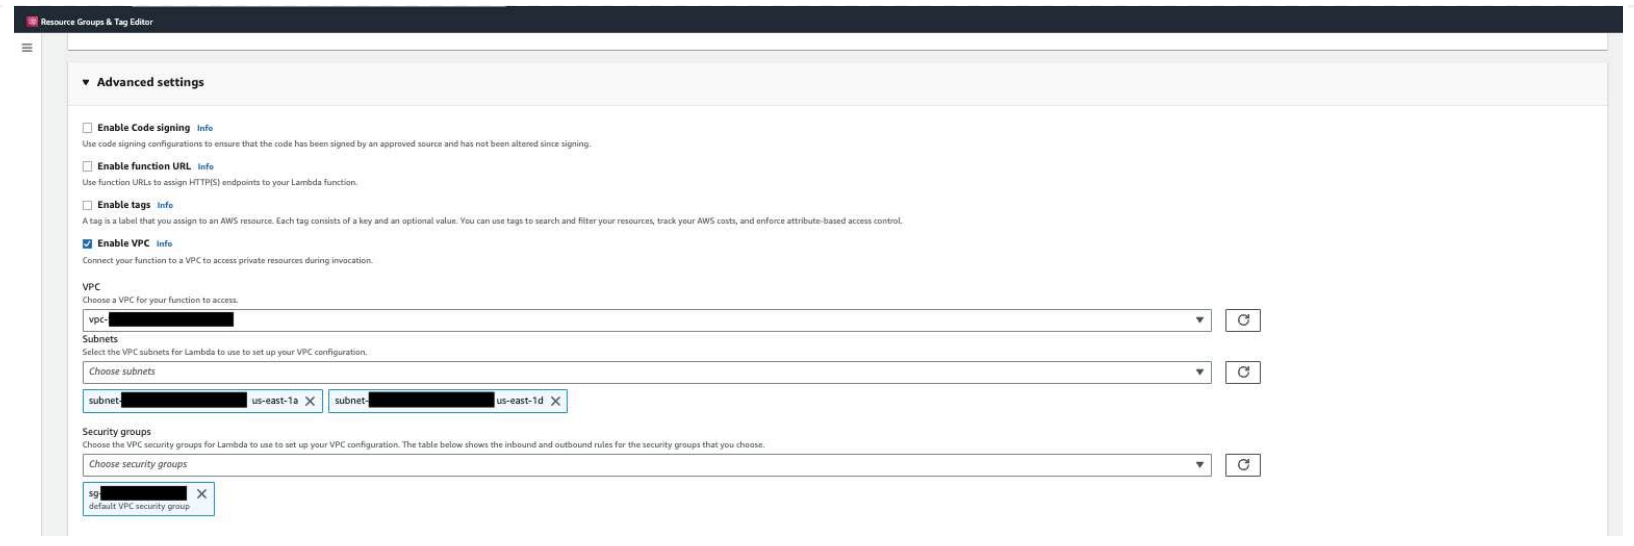 Resource Groups & Tag Editor
Advanced settings
Enable Code signing Info
Use code signing configurations to ensure that the code has been signed by an approved source and has not been altered since signing.
Enable function URL Info
Use function URLs to assign HTTP(S) endpoints to your Lambda function.
Enable tags Info
A tag is a label that you assign to an AWS resource. Each tag consists of a key and an optional value. You can use tags to search and filter your resources, track your AWS costs, and enforce attribute-based access control.
Enable VPC Info
Connect your function to a VPC to access private resources during invocation.
VPC
Choose a VPC for your function to access.
vpc-
Subnets
Select the VPC subnets for Lambda to use to set up your VPC configuration.
Choose subnets
subnet- us-east-1a subnet- us-east-1d
Security groups
Choose the VPC security groups for Lambda to use to set up your VPC configuration. The table below shows the inbound and outbound rules for the security groups that you choose.
Choose security groups
sg-
default VPC security group